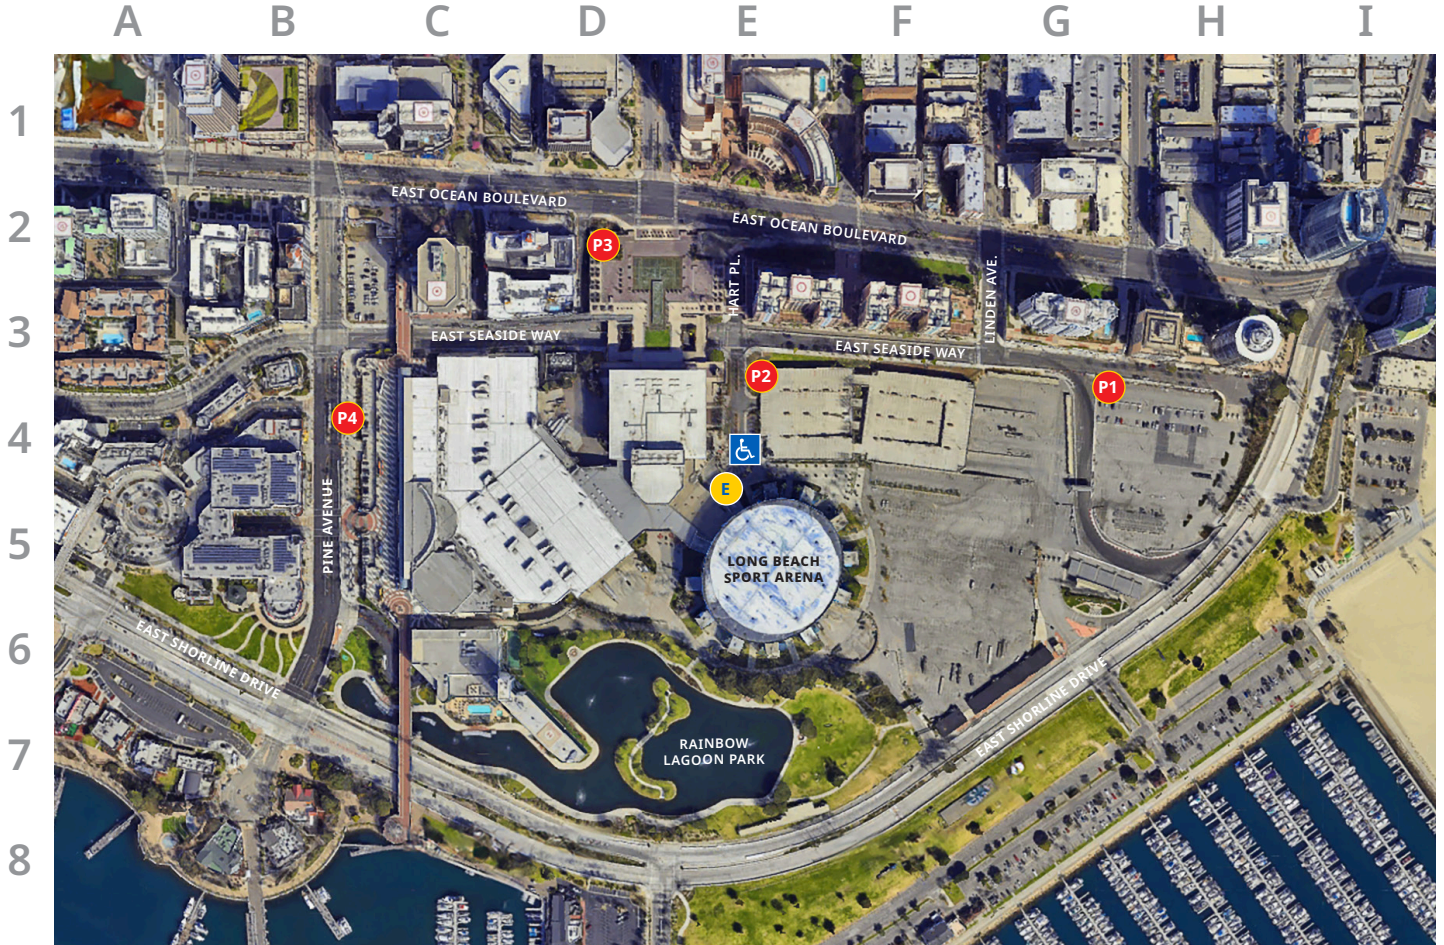 A B C D E F G H I
1
EAST OCEAN BOULEVARD
2
EAST OCEAN BOULEVARD
P3
HART PL.
LINDEN AVE.
3
EAST SEASIDE WAY
EAST SEASIDE WAY
P2
P1
P4
4
E
PINE AVENUE
5
LONG BEACH
SPORT ARENA
6
EAST SHORLINE DRIVE
EAST SHORLINE DRIVE
7
RAINBOW
LAGOON PARK
8